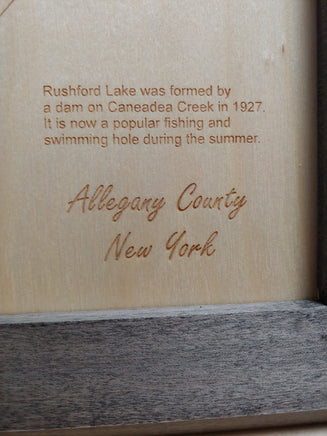 Rushford Lake was formed by
a dam on Caneadea Creek in 1927.
It is now a popular fishing and
swimming hole during the summer.
Allegany County
New York